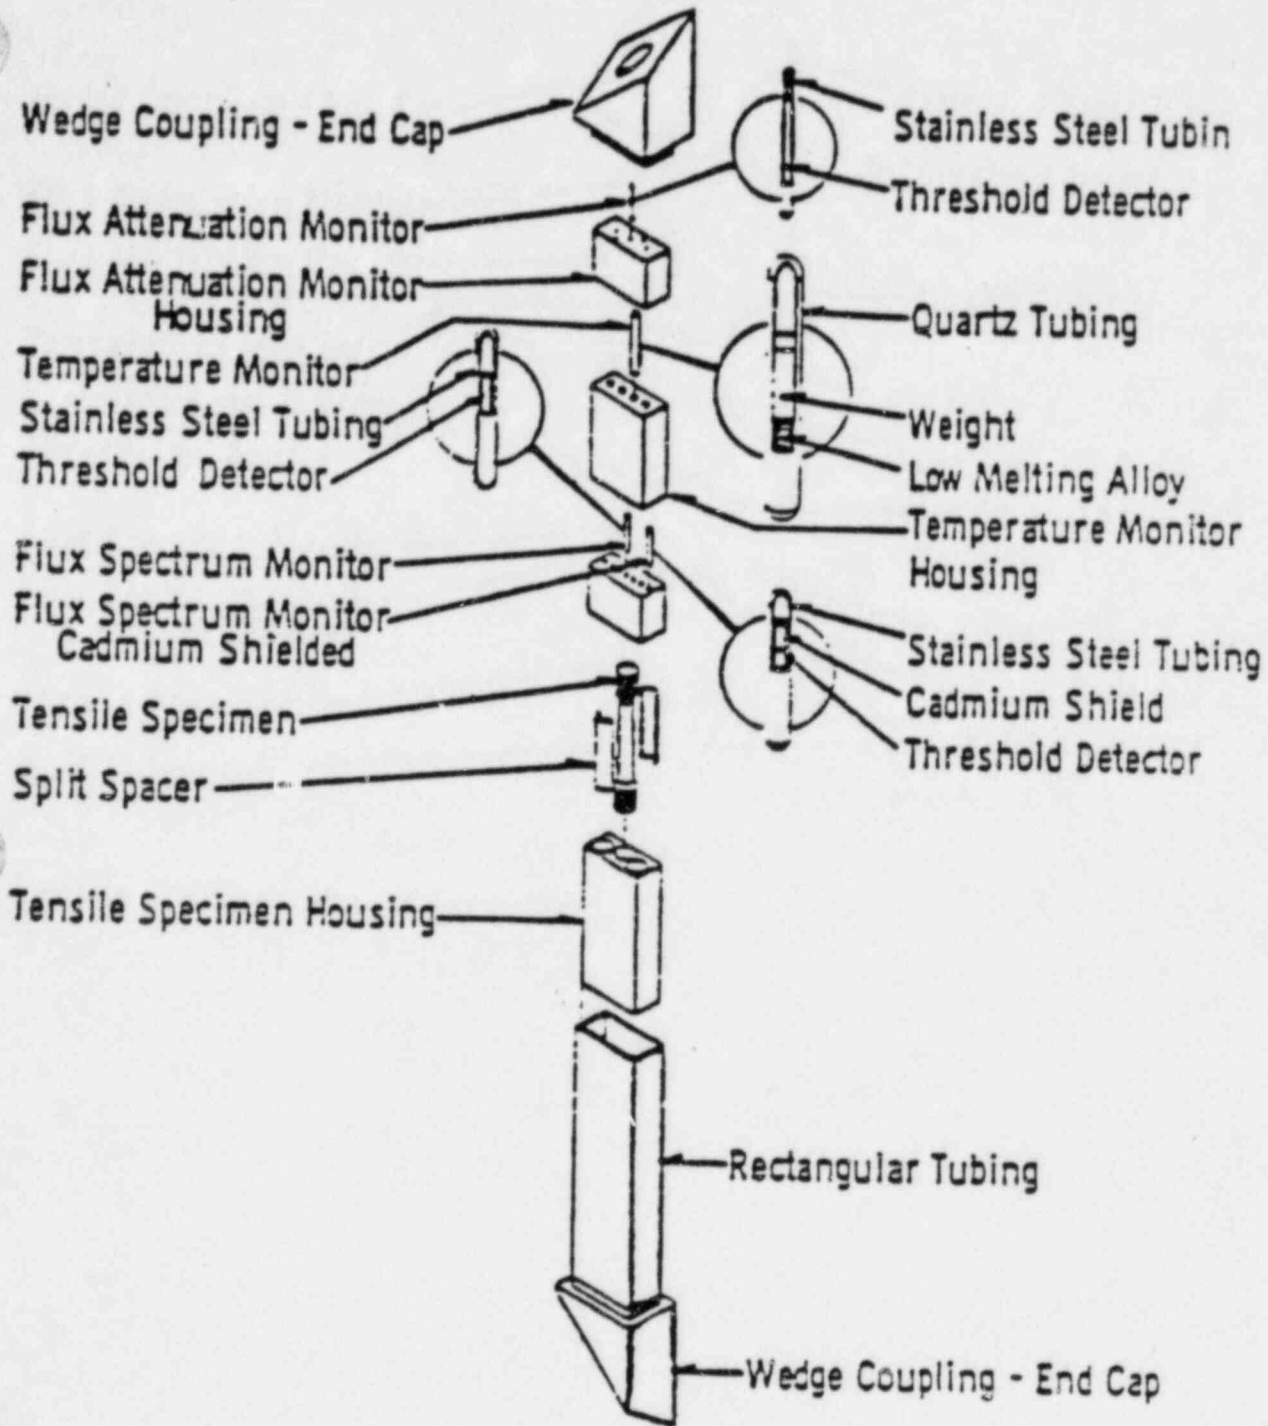 Wedge Coupling - End Cap
Flux Attenuation Monitor
Flux Attenuation Monitor
Housing
Temperature Monitor
Stainless Steel Tubing
Threshold Detector
Flux Spectrum Monitor
Flux Spectrum Monitor
Cadmium Shielded
Tensile Specimen
Split Spacer
Tensile Specimen Housing
Stainless Steel Tubin
Threshold Detector
Quartz Tubing
Weight
Low Melting Alloy
Temperature Monitor
Housing
Stainless Steel Tubing
Cadmium Shield
Threshold Detector
Rectangular Tubing
Wedge Coupling - End Cap